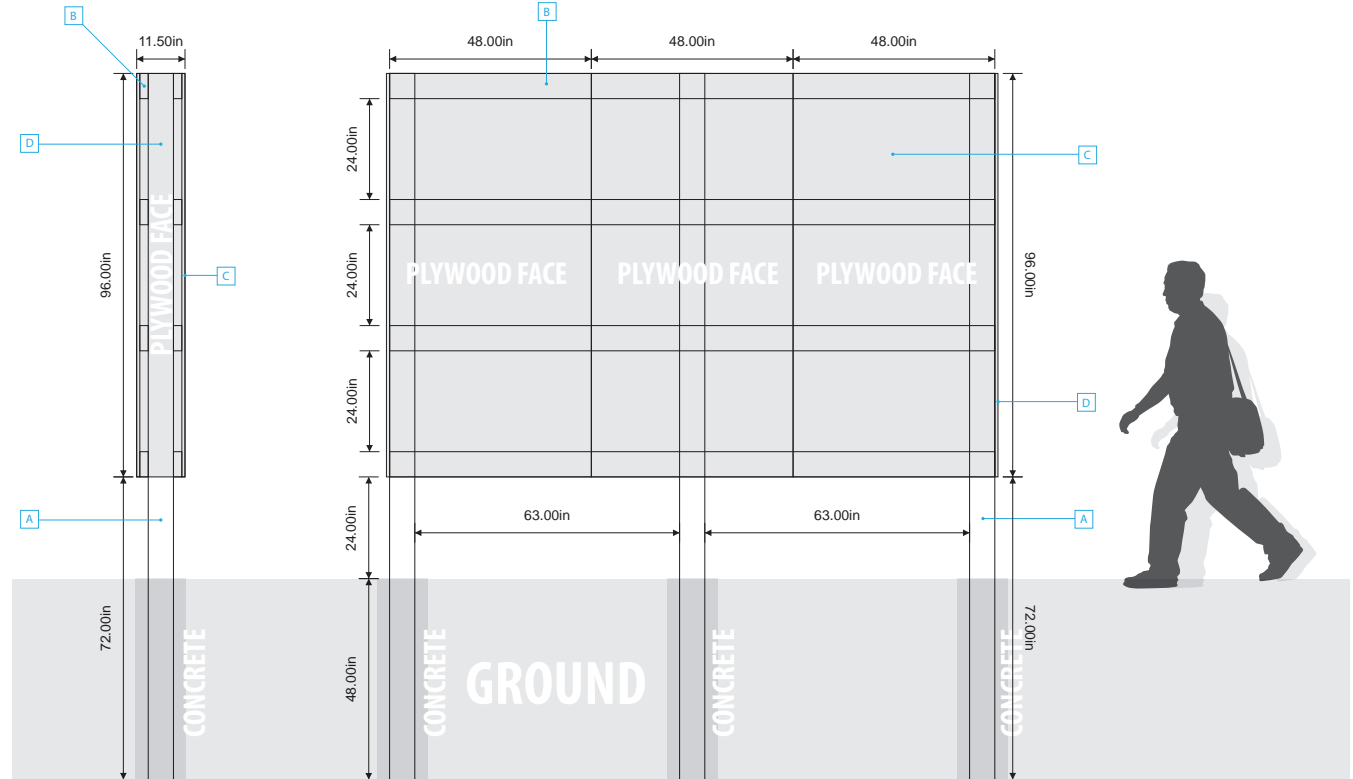 B
B
11.50in
48.00in
48.00in
48.00in
D
24.00in
C
PLYWOOD FACE
96.00in
C
24.00in
PLYWOOD FACE
PLYWOOD FACE
PLYWOOD FACE
96.00in
24.00in
D
A
24.00in
63.00in
63.00in
A
72.00in
CONCRETE
48.00in
CONCRETE
GROUND
CONCRETE
CONCRETE
72.00in